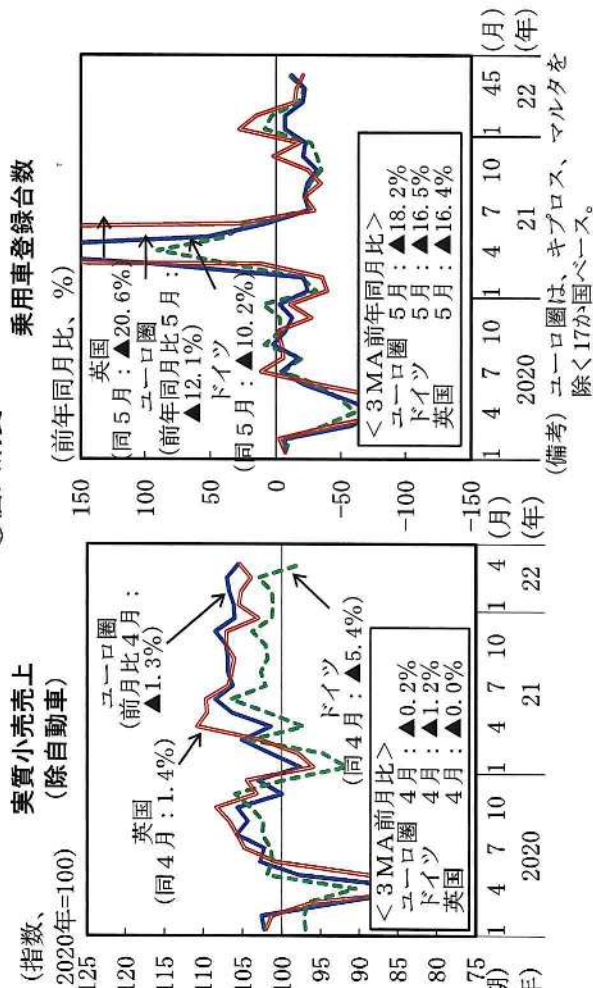 実質小売売上
（除自動車）
(指数、
2020年=100)
125
120
115
110
105
100
95
90
85
80
75
英国
(同4月：1.4%)
ユーロ圏
(前月比4月：
▲1.3%)
ドイツ
(同4月：▲5.4%)
＜3MA前月比＞
ユーロ圏 4月：▲0.2%
ドイツ 4月：▲1.2%
英国 4月：▲0.0%
1 4 7 10 1 4 7 10 1 4 (月)
2020 21 22 (年)
乗用車登録台数
(前年同月比、%)
150
100
50
0
-50
-100
-150
英国
(同5月：▲20.6%)
ユーロ圏
(前年同月比5月：
▲12.1%)
ドイツ
(同5月：▲10.2%)
＜3MA前年同月比＞
ユーロ圏 5月：▲18.2%
ドイツ 5月：▲16.5%
英国 5月：▲16.4%
1 4 7 10 1 4 7 10 1 45 (月)
2020 21 22 (年)
(備考) ユーロ圏は、キプロス、マルタを
除く17か国ベース。